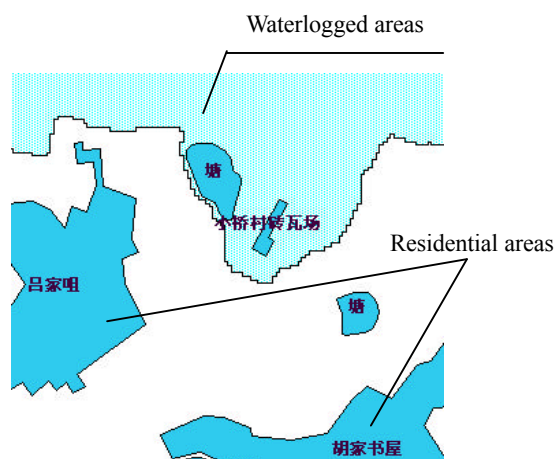 Waterlogged areas
塘
小桥村砖瓦场
Residential areas
吕家咀
塘
胡家书屋